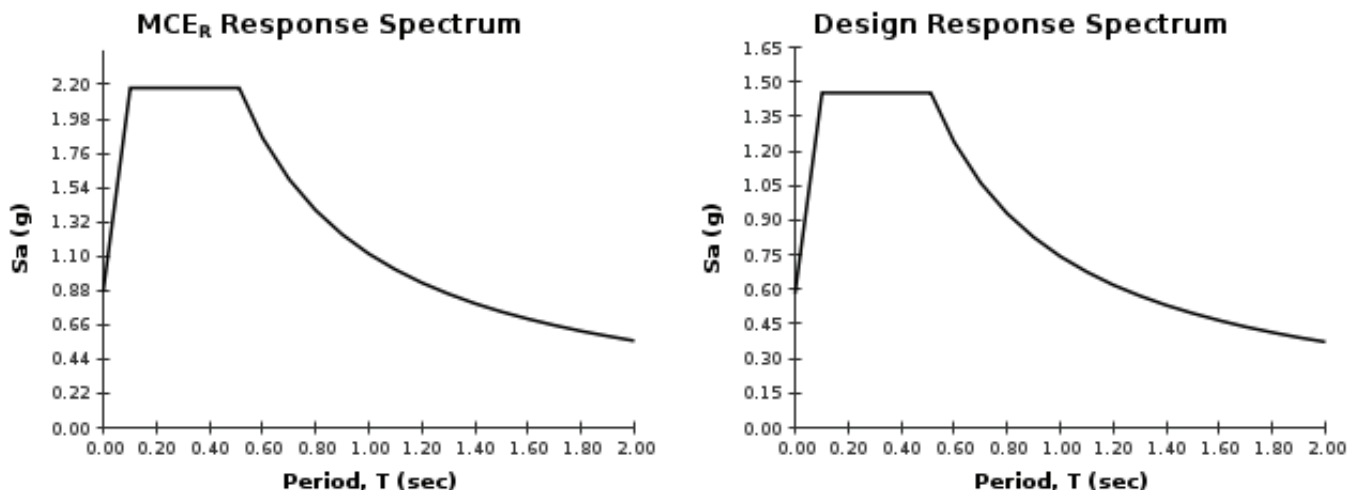 MCE_R Response Spectrum
2.20
1.98
1.76
1.54
1.32
1.10
0.88
0.66
0.44
0.22
0.00
Sa (g)
0.00 0.20 0.40 0.60 0.80 1.00 1.20 1.40 1.60 1.80 2.00
Period, T (sec)
Design Response Spectrum
1.65
1.50
1.35
1.20
1.05
0.90
0.75
0.60
0.45
0.30
0.15
0.00
Sa (g)
0.00 0.20 0.40 0.60 0.80 1.00 1.20 1.40 1.60 1.80 2.00
Period, T (sec)